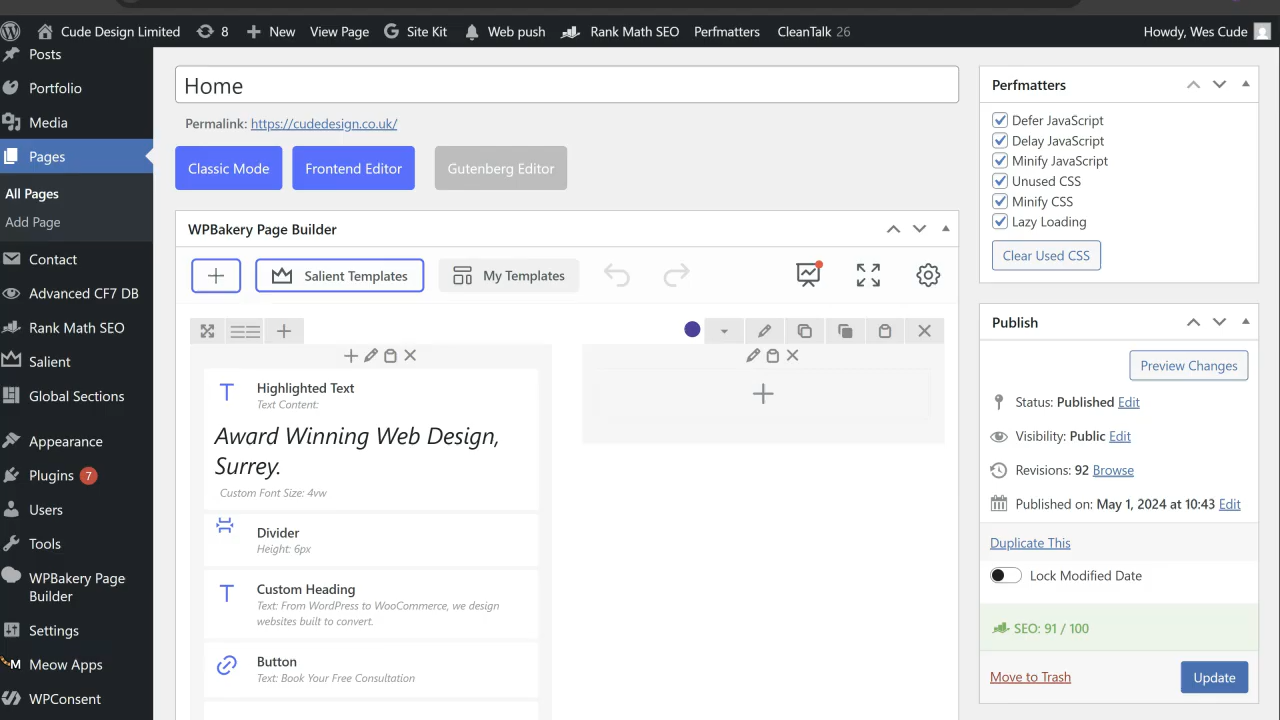 Cude Design Limited 8 New View Page Site Kit Web push Rank Math SEO Perfmatters CleanTalk 26 Howdy, Wes Cude
Posts
Portfolio
Media
Pages
All Pages
Add Page
Contact
Advanced CF7 DB
Rank Math SEO
Salient
Global Sections
Appearance
Plugins 7
Users
Tools
WPBakery Page
Builder
Settings
Meow Apps
WPConsent
Home
Permalink: https://cudedesign.co.uk/
Classic Mode Frontend Editor Gutenberg Editor
WPBakery Page Builder
Salient Templates My Templates
Highlighted Text
Text Content:
Award Winning Web Design,
Surrey.
Custom Font Size: 4vw
Divider
Height: 6px
Custom Heading
Text: From WordPress to WooCommerce, we design
websites built to convert.
Button
Text: Book Your Free Consultation
Perfmatters
Defer JavaScript
Delay JavaScript
Minify JavaScript
Unused CSS
Minify CSS
Lazy Loading
Clear Used CSS
Publish
Preview Changes
Status: Published Edit
Visibility: Public Edit
Revisions: 92 Browse
Published on: May 1, 2024 at 10:43 Edit
Duplicate This
Lock Modified Date
SEO: 91 / 100
Move to Trash Update